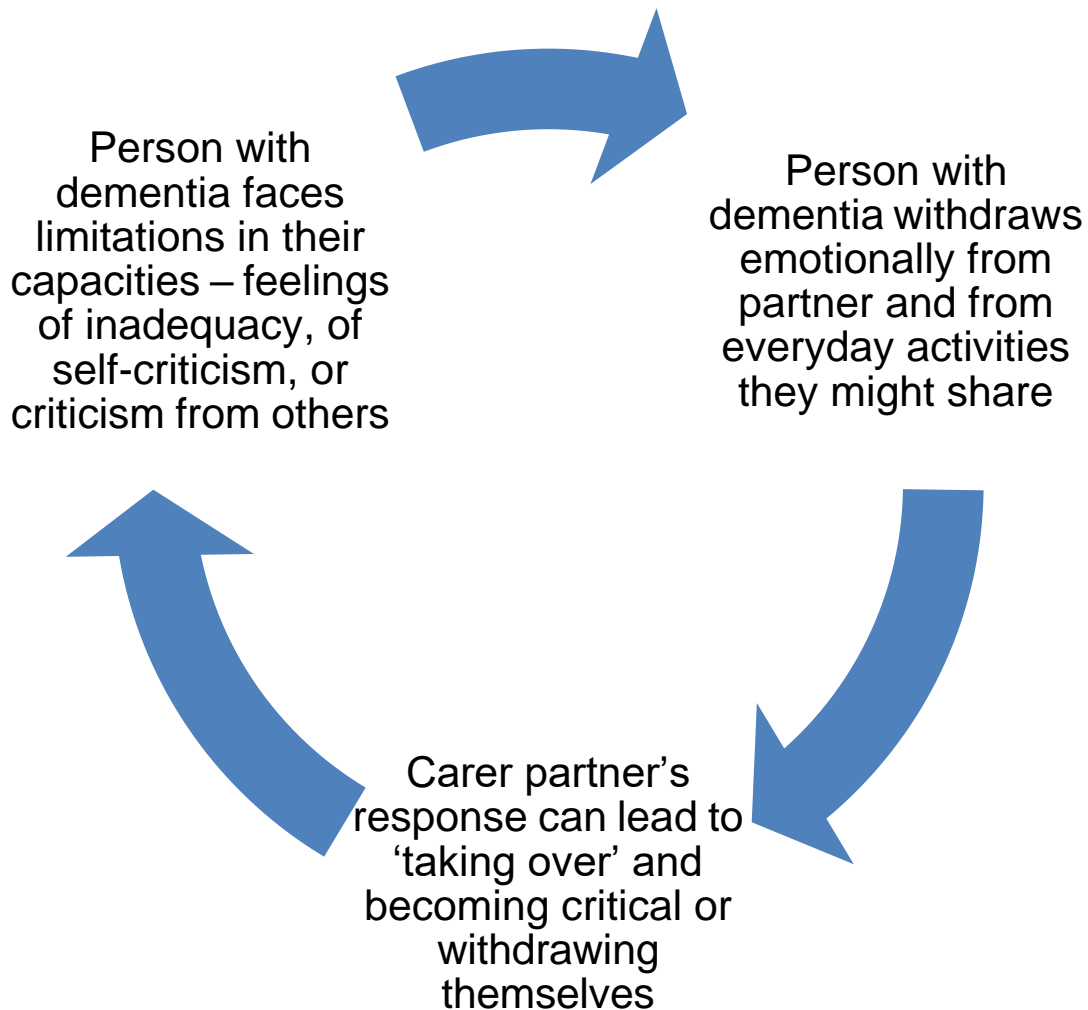 Person with
dementia faces
limitations in their
capacities – feelings
of inadequacy, of
self-criticism, or
criticism from others
Person with
dementia withdraws
emotionally from
partner and from
everyday activities
they might share
Carer partner’s
response can lead to
‘taking over’ and
becoming critical or
withdrawing
themselves